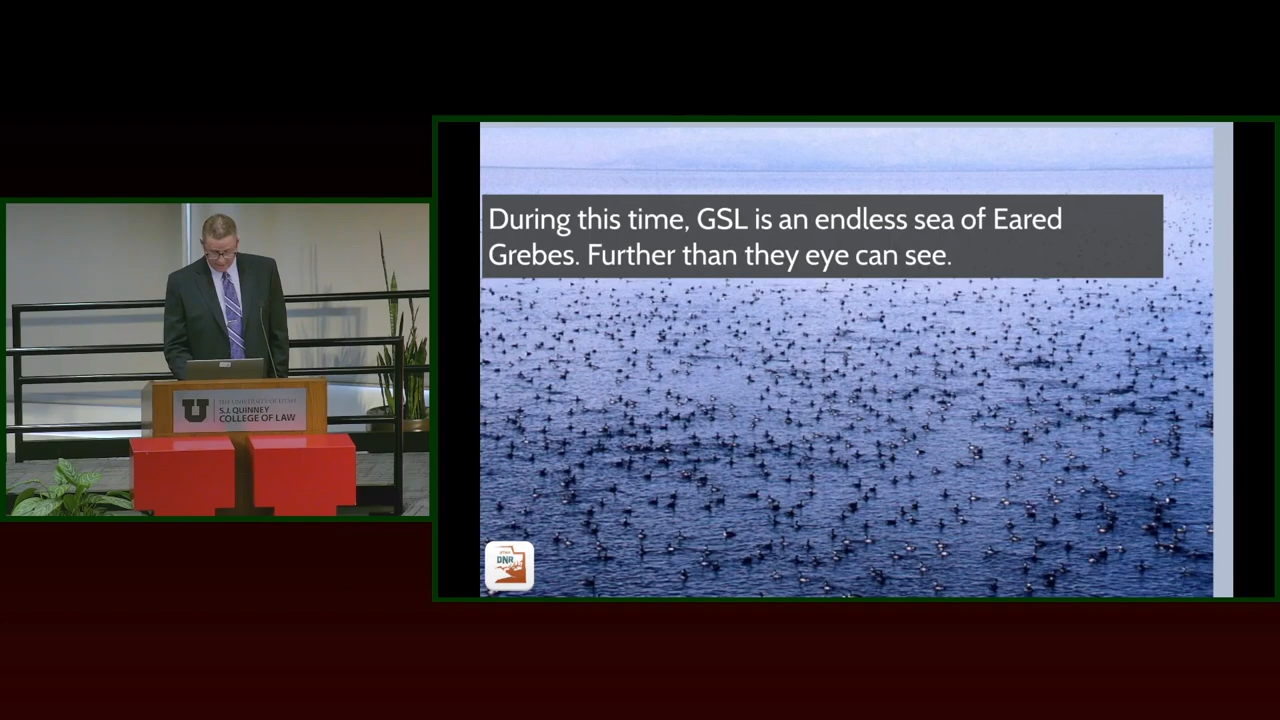 During this time, GSL is an endless sea of Eared
Grebes. Further than they eye can see.
U
THE UNIVERSITY OF UTAH
S.J. QUINNEY
COLLEGE OF LAW
UTAH
DNR